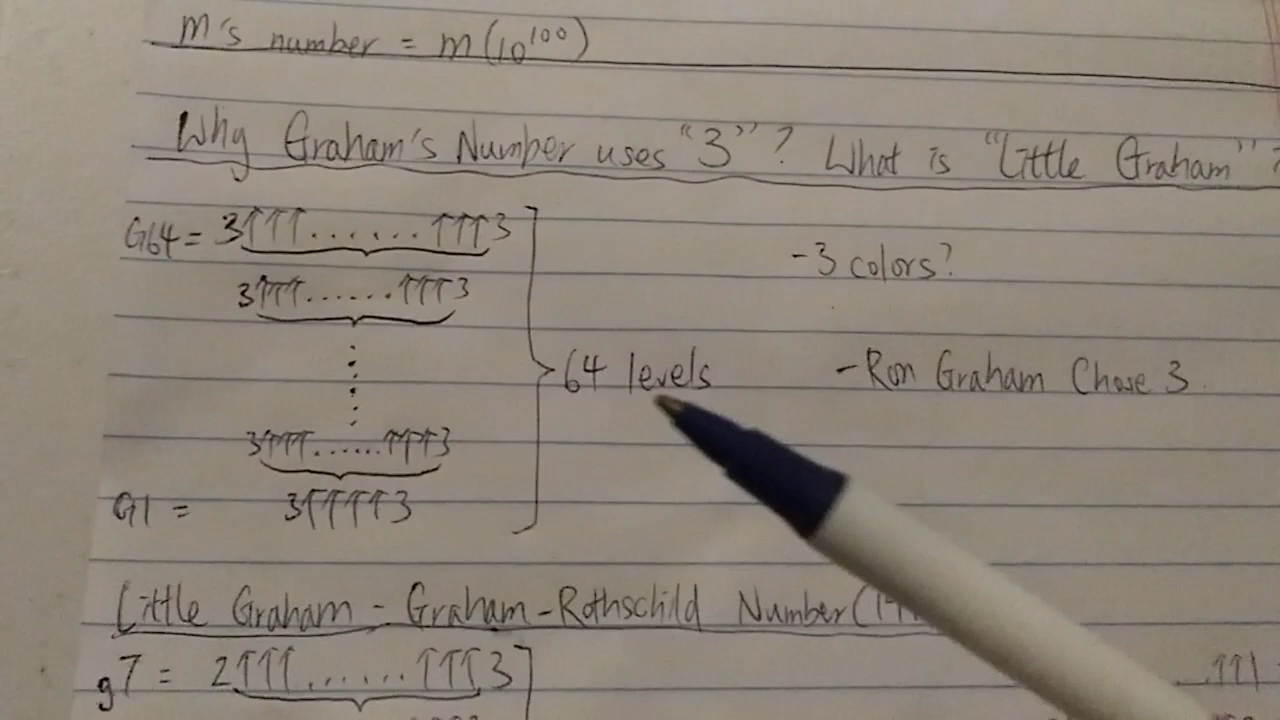 m's number = m(10^100)
Why Graham's Number uses "3"? What is "Little Graham"?
G64 = 3↑↑↑......↑↑↑3
3↑↑↑......↑↑↑3
-3 colors?
64 levels
-Ron Graham Chose 3
3↑↑↑......↑↑↑3
G1 = 3↑↑↑↑3
Little Graham - Graham-Rothschild Number(19
g7 = 2↑↑↑......↑↑↑3